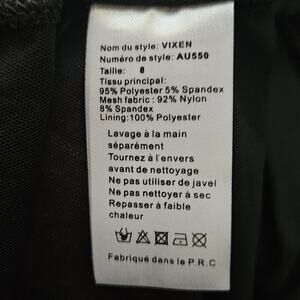 Nom du style: VIXEN
Numéro de style: AU550
Taille: 8
Tissu principal:
95% Polyester 5% Spandex
Mesh fabric : 92% Nylon
8% Spandex
Lining:100% Polyester
Lavage à la main
séparément
Tournez à l'envers
avant de nettoyage
Ne pas utiliser de javel
Ne pas nettoyer à sec
Repasser à faible
chaleur
Fabriqué dans le P.R.C